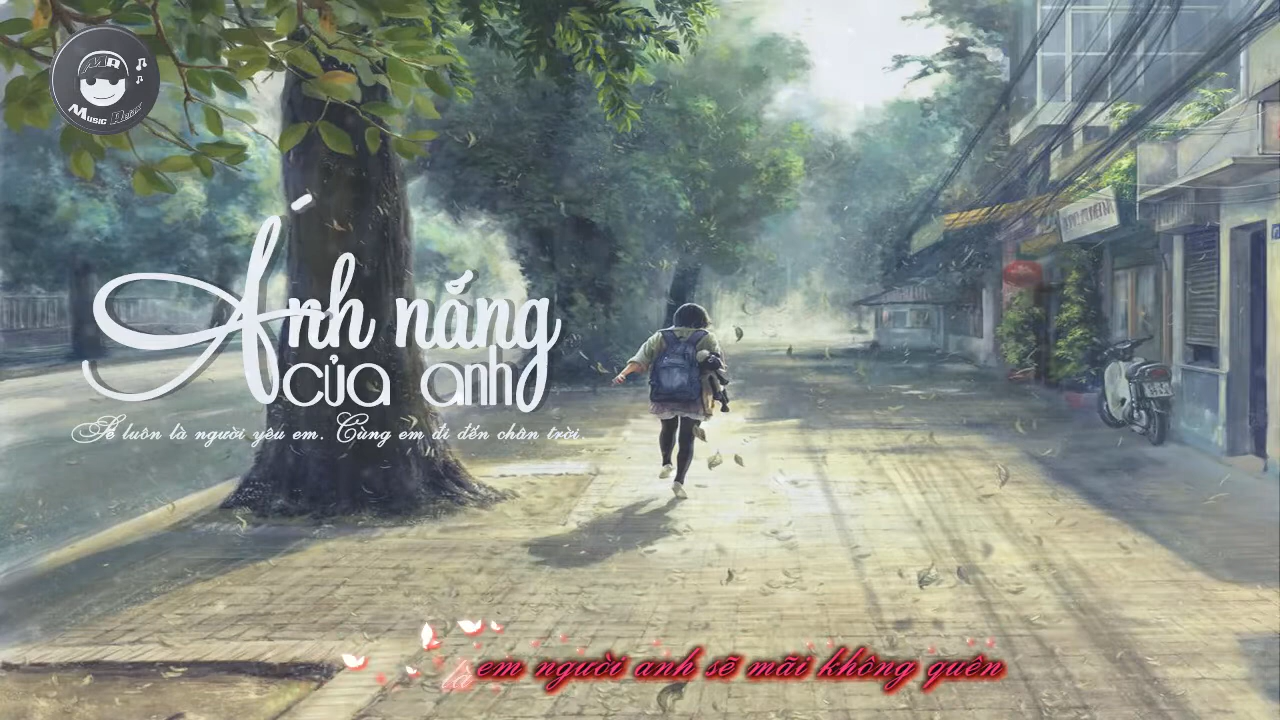 Music
Ánh nắng
của anh
Sẽ luôn là người yêu em. Cùng em đi đến chân trời.
là em người anh sẽ mãi không quên